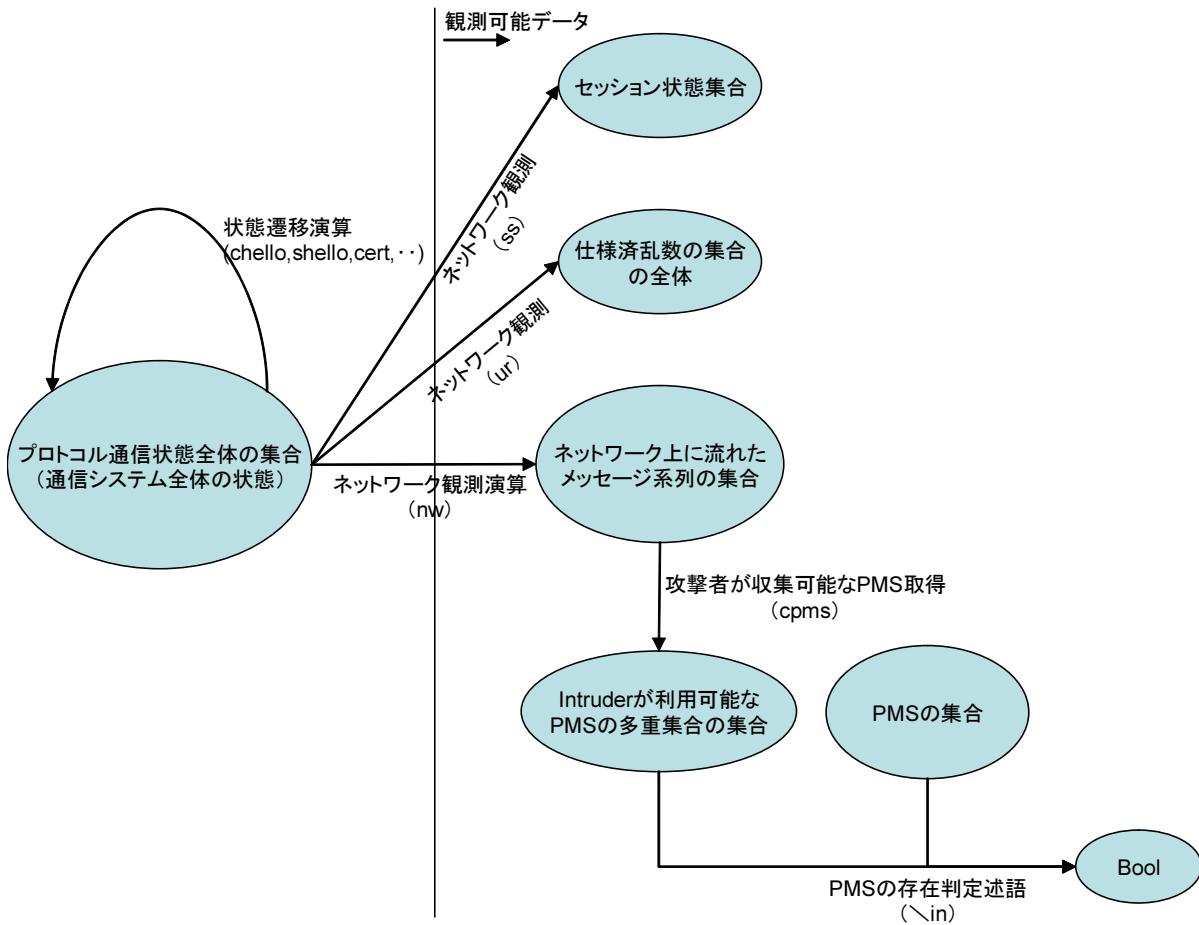 観測可能データ
セッション状態集合
ネットワーク観測
(ss)
状態遷移演算
(chello,shello,cert,‥)
仕様済乱数の集合
の全体
ネットワーク観測
(ur)
プロトコル通信状態全体の集合
(通信システム全体の状態)
ネットワーク上に流れた
メッセージ系列の集合
ネットワーク観測演算
(nw)
攻撃者が収集可能なPMS取得
(cpms)
Intruderが利用可能な
PMSの多重集合の集合
PMSの集合
Bool
PMSの存在判定述語
(＼in)